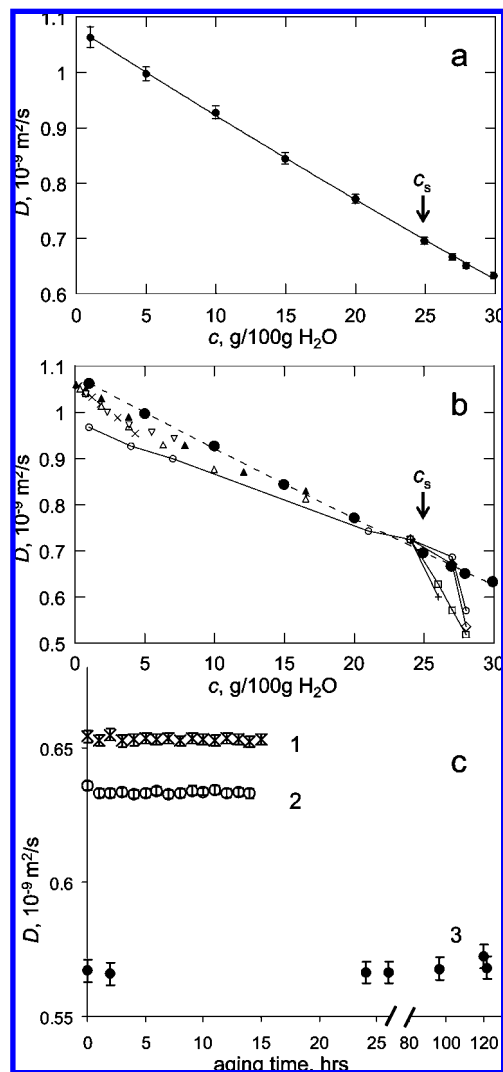 1.1
a
1
0.9
0.8
0.7
0.6
D, 10⁻⁹ m²/s
cₛ
0 5 10 15 20 25 30
c, g/100g H₂O
1.1
b
1
0.9
0.8
0.7
0.6
0.5
D, 10⁻⁹ m²/s
cₛ
0 5 10 15 20 25 30
c, g/100g H₂O
c
0.65
0.6
0.55
D, 10⁻⁹ m²/s
1
2
3
0 5 10 15 20 25 80 100 120
aging time, hrs